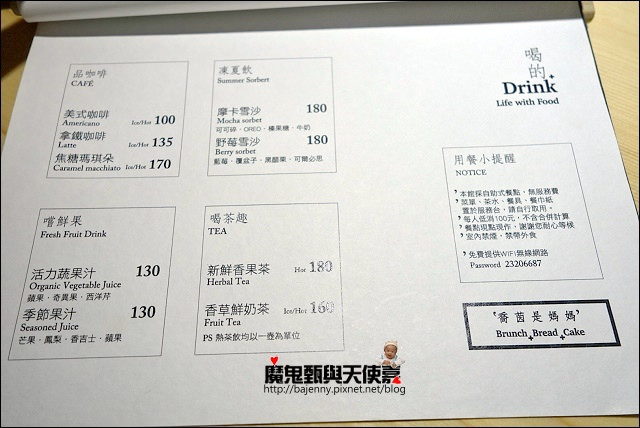 喝的
Drink
Life with Food
品咖啡
CAFÉ
美式咖啡
Americano Ice/Hot 100
拿鐵咖啡
Latte Ice/Hot 135
焦糖瑪琪朵
Caramel macchiato Ice/Hot 170
凍夏飲
Summer Sorbert
摩卡雪沙 180
Mocha sorbet
可可碎、OREO、榛果糖、牛奶
野莓雪沙 180
Berry sorbet
藍莓、覆盆子、黑醋栗、可爾必思
嚐鮮果
Fresh Fruit Drink
活力蔬果汁 130
Organic Vegetable Juice
蘋果、奇異果、西洋芹
季節果汁 130
Seasoned Juice
芒果、鳳梨、香吉士、蘋果
喝茶趣
TEA
新鮮香果茶 Hot 180
Herbal Tea
香草鮮奶茶 Ice/Hot 160
Fruit Tea
PS 熱茶飲均以一壺為單位
用餐小提醒
NOTICE
本館採自助式餐點，無服務費
菜單、茶水、餐具、餐巾紙
置於服務台，請自行取用。
每人低消100元，不含合併計算
餐點現點現作，謝謝您耐心等候
室內禁煙，禁帶外食
免費提供WIFI無線網路
Password 23206687
喬茵是媽媽
Brunch Bread Cake
魔鬼甄與天使嘉
http://bajenny.pixnet.net/blog